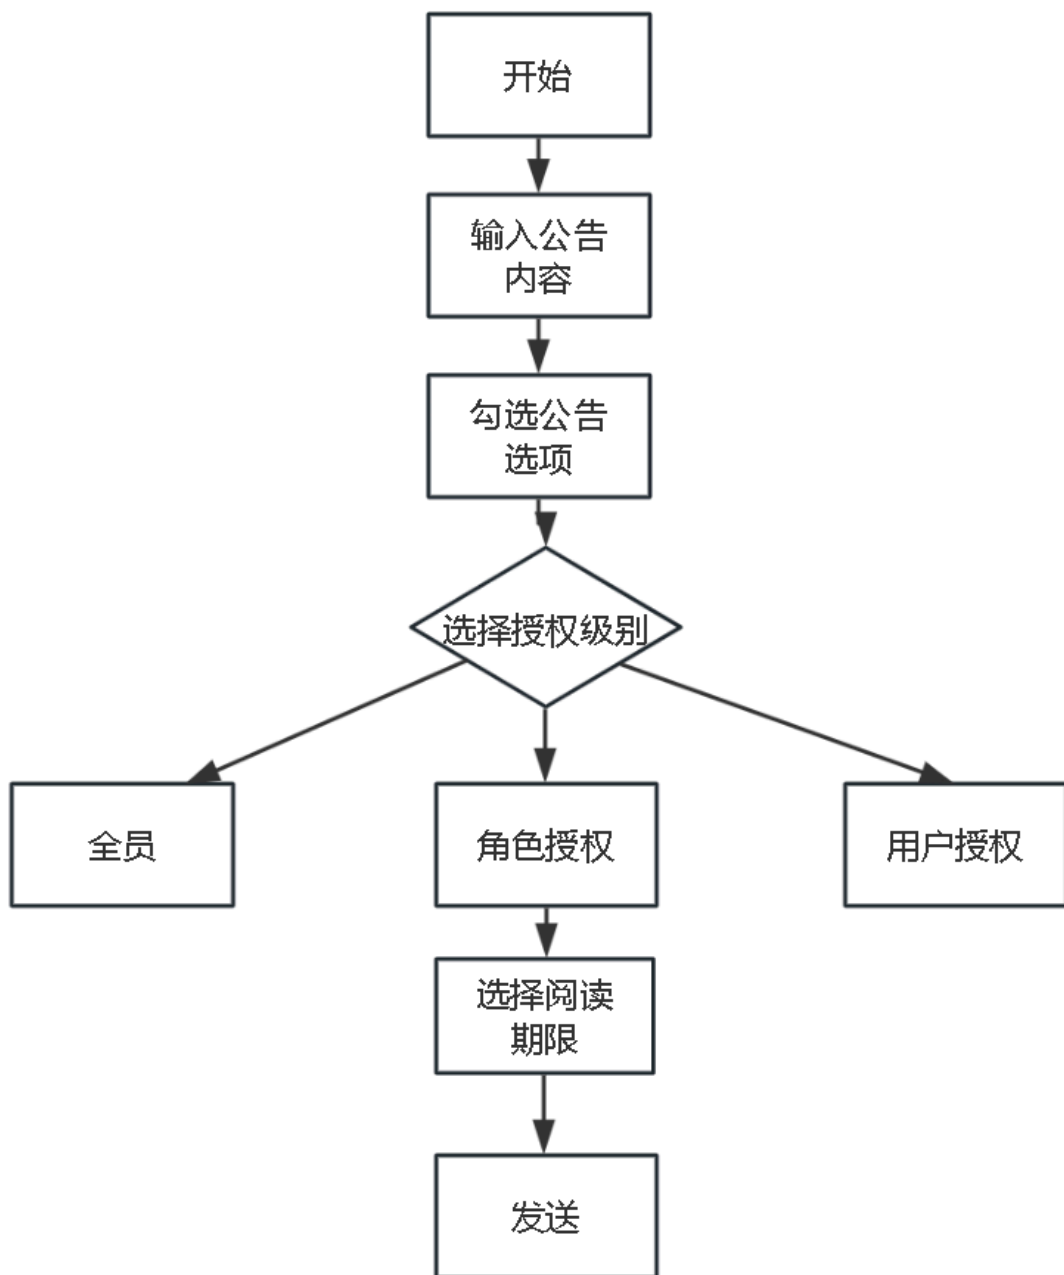 开始
输入公告
内容
勾选公告
选项
选择授权级别
全员
角色授权
用户授权
选择阅读
期限
发送